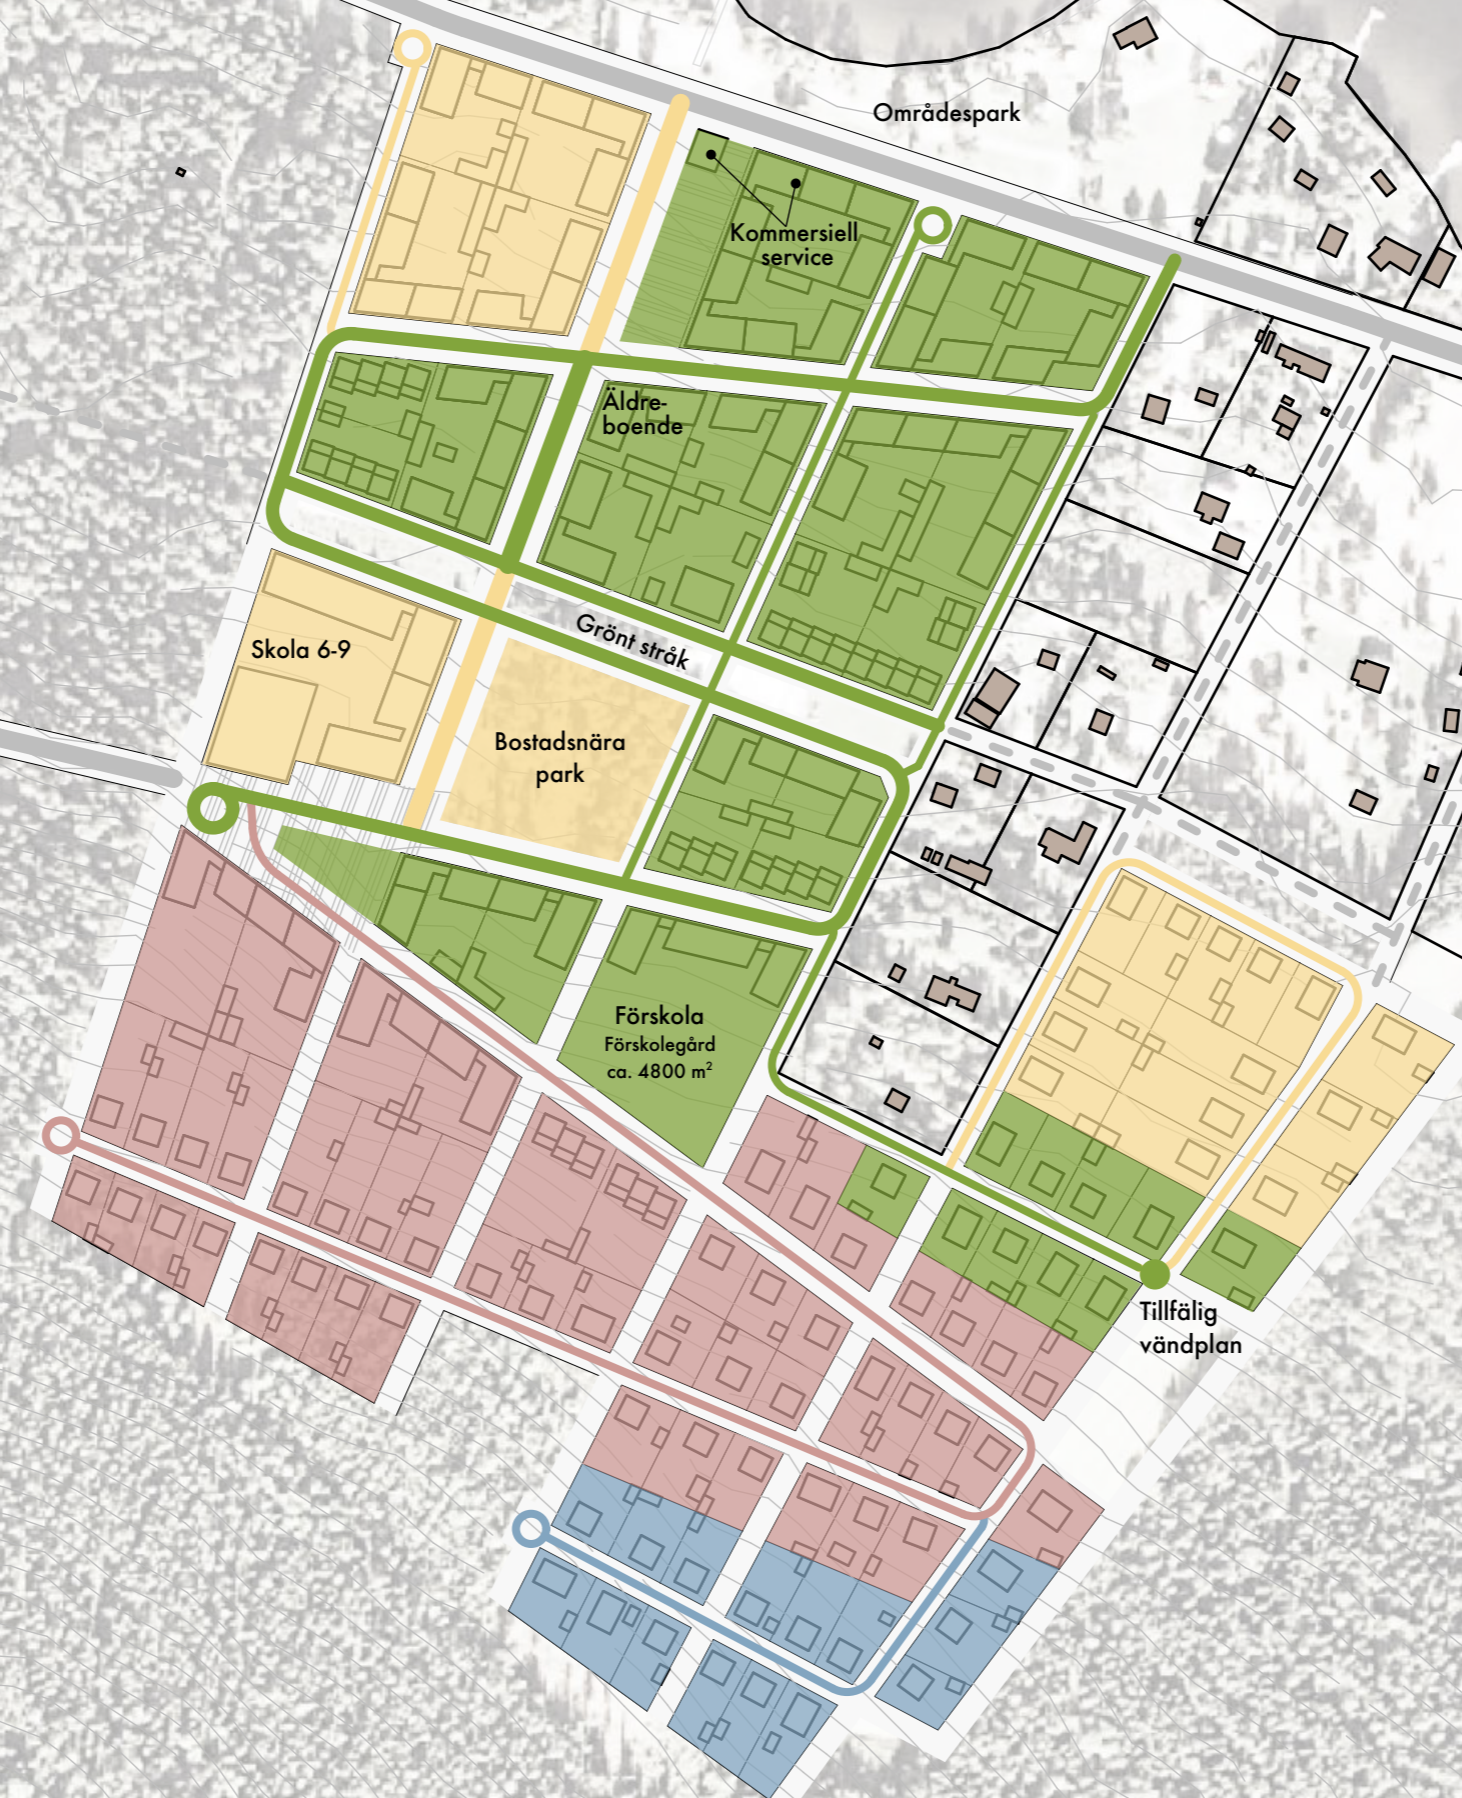 Områdespark
Kommersiell
service
Äldre-
boende
Grönt stråk
Skola 6-9
Bostadsnära
park
Förskola
Förskolegård
ca. 4800 m²
Tillfälig
vändplan